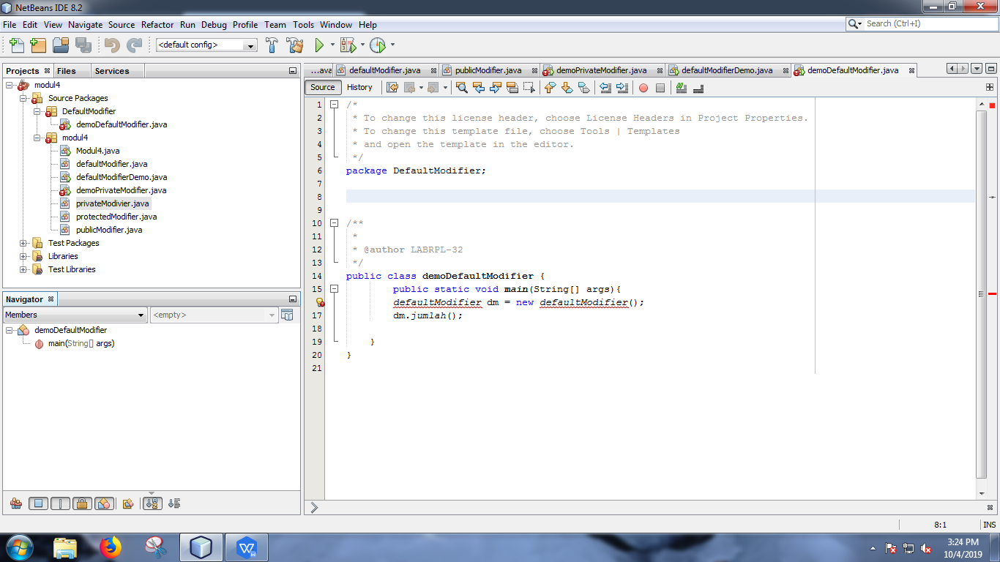 NetBeans IDE 8.2
File Edit View Navigate Source Refactor Run Debug Profile Team Tools Window Help
Search (Ctrl+I)
<default config>
Projects Files Services
...ava defaultModifier.java publicModifier.java demoPrivateModifier.java defaultModifierDemo.java demoDefaultModifier.java
Source History
modul4
Source Packages
DefaultModifier
demoDefaultModifier.java
modul4
Modul4.java
defaultModifier.java
defaultModifierDemo.java
demoPrivateModifier.java
privateModivier.java
protectedModifier.java
publicModifier.java
Test Packages
Libraries
Test Libraries
Navigator
Members <empty>
demoDefaultModifier
main(String[] args)
1 /*
2 * To change this license header, choose License Headers in Project Properties.
3 * To change this template file, choose Tools | Templates
4 * and open the template in the editor.
5 */
6 package DefaultModifier;
7
8
9
10 /**
11 *
12 * @author LABRPL-32
13 */
14 public class demoDefaultModifier {
15 public static void main(String[] args){
defaultModifier dm = new defaultModifier();
17 dm.jumlah();
18
19 }
20 }
21
8:1 INS
3:24 PM
10/4/2019